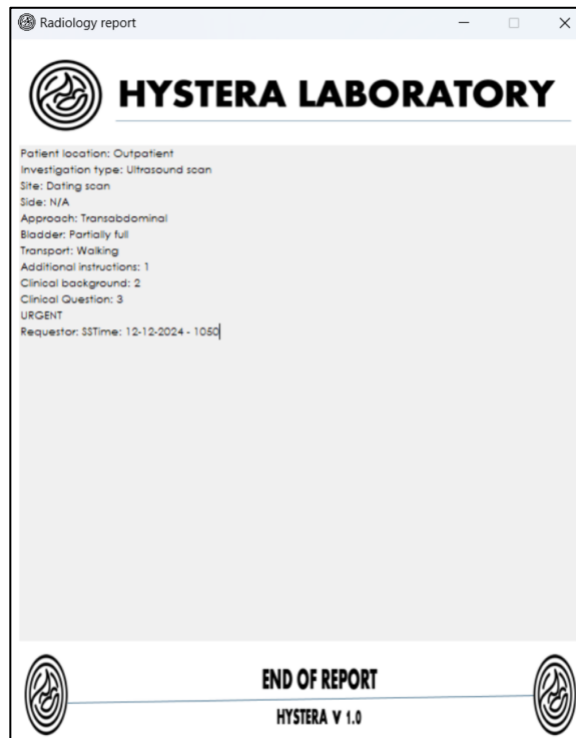 Radiology report
HYSTERA LABORATORY
Patient location: Outpatient
Investigation type: Ultrasound scan
Site: Dating scan
Side: N/A
Approach: Transabdominal
Bladder: Partially full
Transport: Walking
Additional instructions: 1
Clinical background: 2
Clinical Question: 3
URGENT
Requestor: SSTime: 12-12-2024 - 1050
END OF REPORT
HYSTERA V 1.0